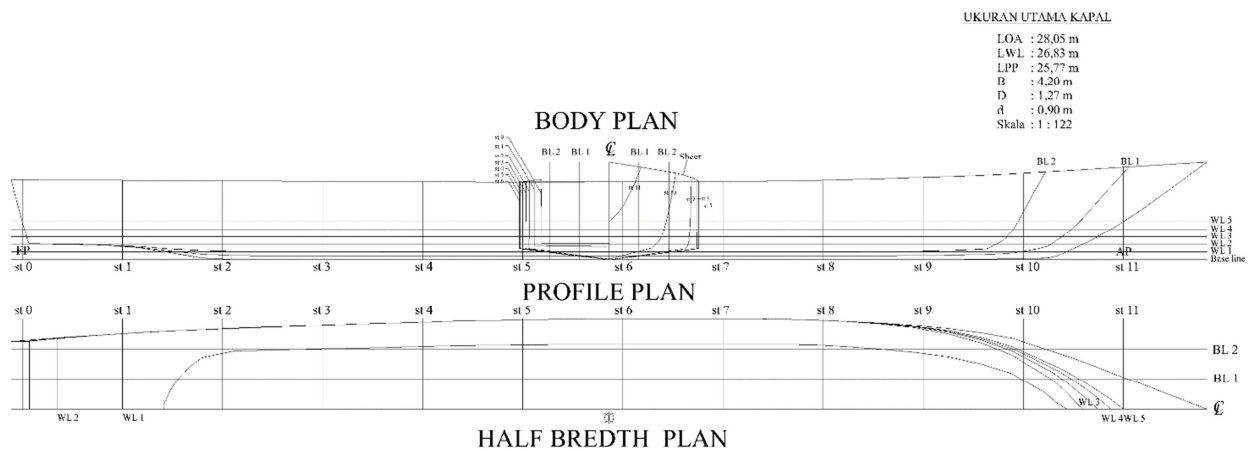 UKURAN UTAMA KAPAL
LOA : 28,05 m
LWL : 26,83 m
LPP : 25,77 m
B : 4,20 m
D : 1,27 m
d : 0,90 m
Skala : 1 : 122
BODY PLAN
BL 2 BL 1 ℄ BL 1 BL 2 Sheer
BL 2 BL 1
WL 5
WL 4
WL 3
WL 2
FP AP WL 1
Base line
st 0 st 1 st 2 st 3 st 4 st 5 st 6 st 7 st 8 st 9 st 10 st 11
PROFILE PLAN
st 0 st 1 st 2 st 3 st 4 st 5 st 6 st 7 st 8 st 9 st 10 st 11
BL 2
BL 1
WL 3 ℄
WL 2 WL 1 WL 4 WL 5
HALF BREDTH PLAN